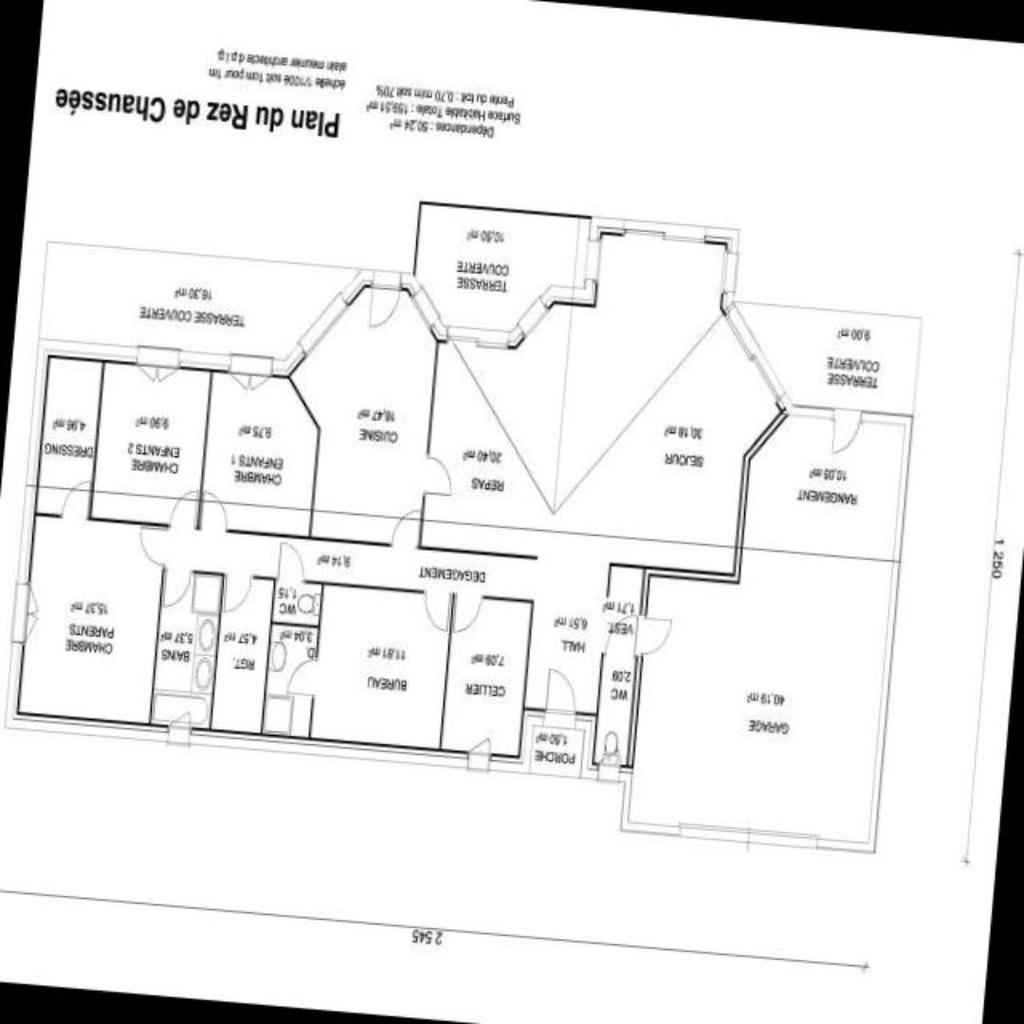 2 545
GARAGE
40,19 m²
PORCHE
1,50 m²
WC
2,09
VEST.
1,71 m²
HALL
6,51 m²
CELLIER
7,09 m²
BUREAU
11,81 m²
D.
3,04 m²
WC
1,15
RGT.
4,57 m²
BAINS
5,37 m²
CHAMBRE
PARENTS
15,37 m²
DEGAGEMENT
9,14 m²
1 250
RANGEMENT
10,05 m²
SEJOUR
30,18 m²
REPAS
20,40 m²
CUISINE
16,47 m²
CHAMBRE
ENFANTS 1
9,75 m²
CHAMBRE
ENFANTS 2
9,90 m²
DRESSING
4,96 m²
TERRASSE
COUVERTE
9,00 m²
TERRASSE
COUVERTE
10,50 m²
TERRASSE COUVERTE
16,30 m²
Dépendances : 50,24 m²
Surface Habitable Totale : 159,51 m²
Pente du toit : 0,70 m/m soit 70%
Plan du Rez de Chaussée
échelle 1/100è soit 1cm pour 1m
alain meunier architecte d.p.l.g.